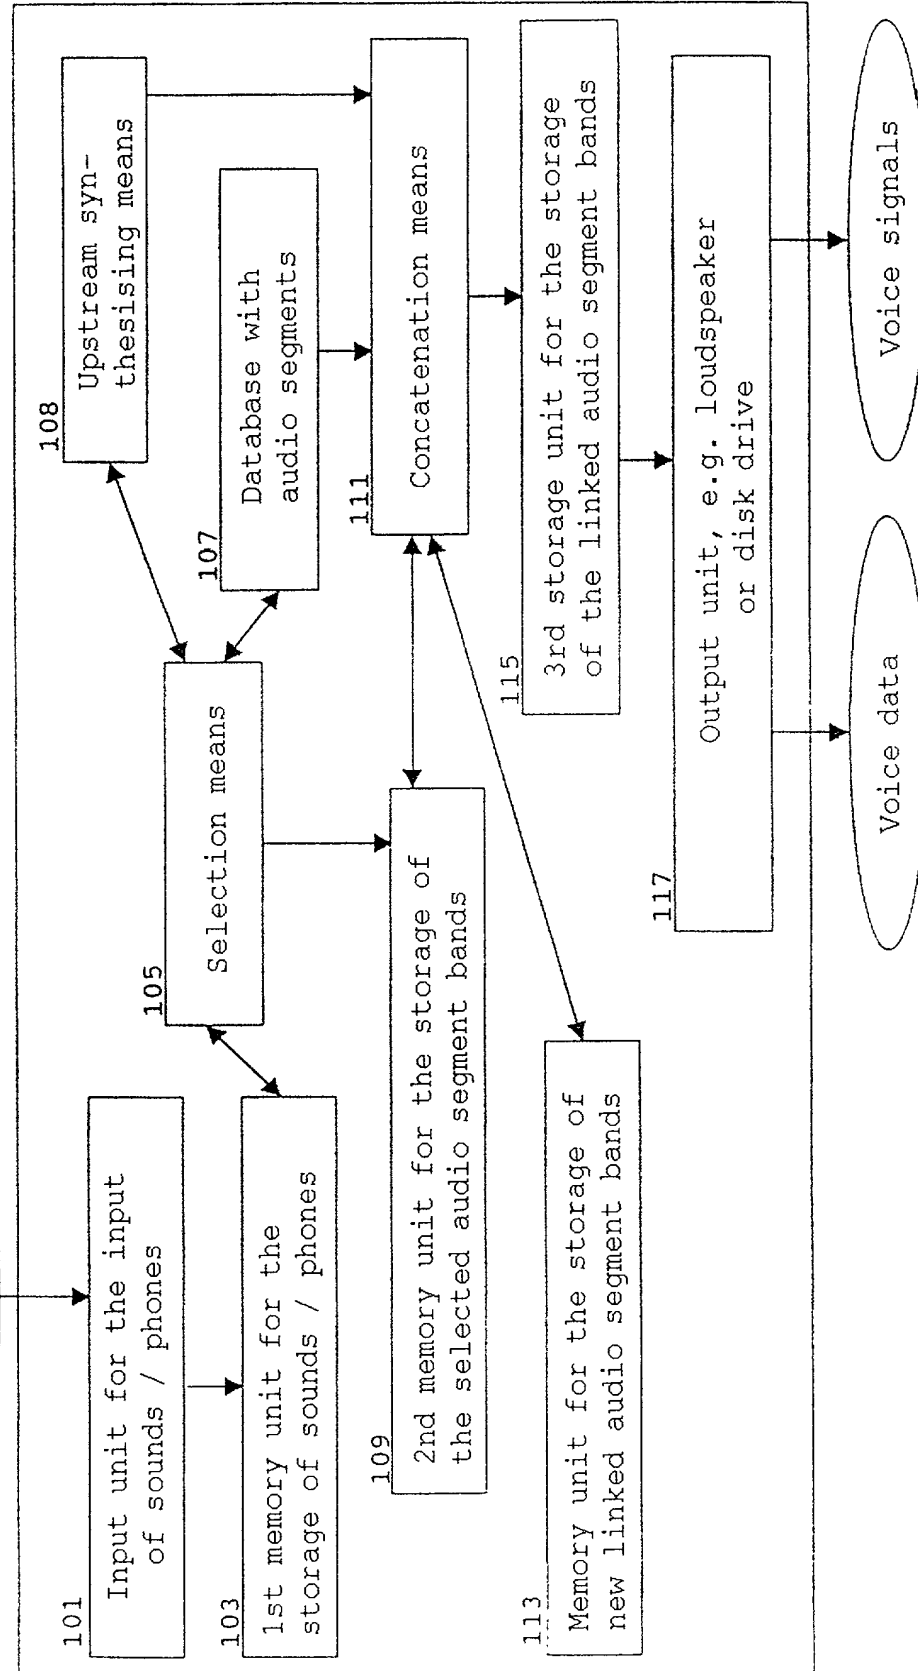 101
Input unit for the input
of sounds / phones
103
1st memory unit for the
storage of sounds / phones
105
Selection means
108
Upstream syn-
thesising means
107
Database with
audio segments
109
2nd memory unit for the storage of
the selected audio segment bands
111
Concatenation means
113
Memory unit for the storage of
new linked audio segment bands
115
3rd storage unit for the storage
of the linked audio segment bands
117
Output unit, e.g. loudspeaker
or disk drive
Voice data
Voice signals